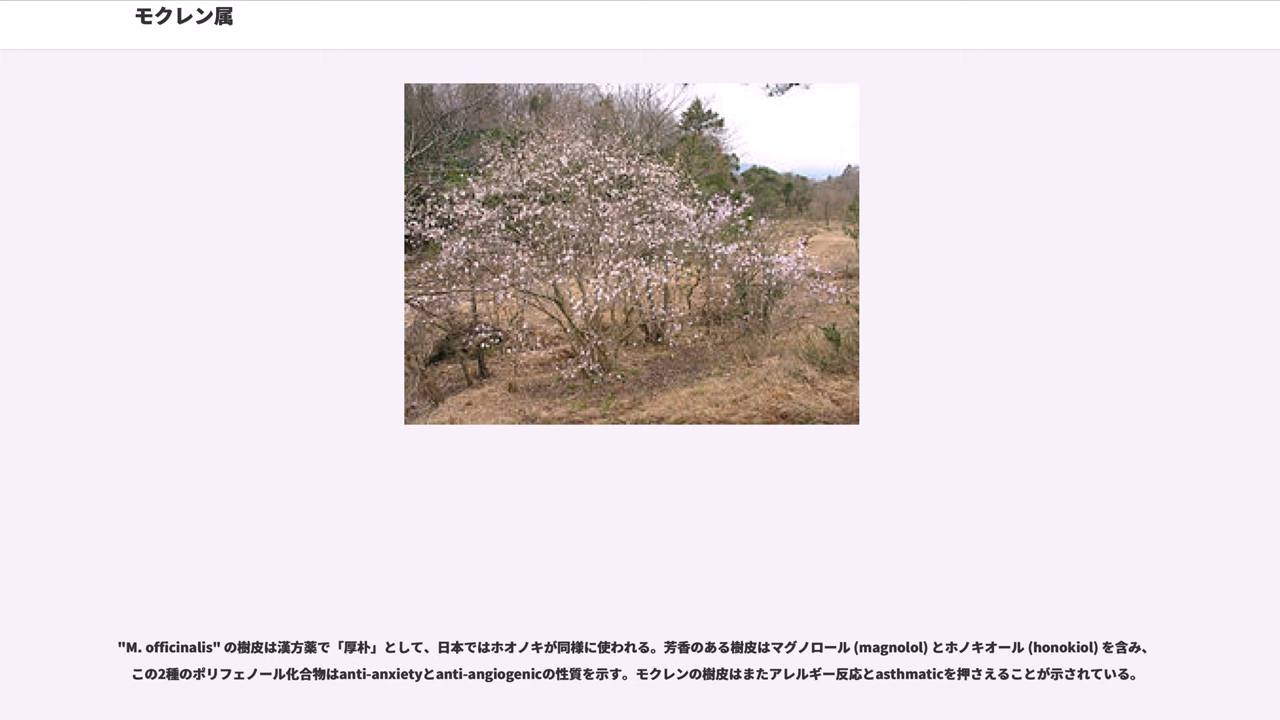 モクレン属
"M. officinalis" の樹皮は漢方薬で「厚朴」として、日本ではホオノキが同様に使われる。芳香のある樹皮はマグノロール (magnolol) とホノキオール (honokiol) を含み、
この2種のポリフェノール化合物はanti-anxietyとanti-angiogenicの性質を示す。モクレンの樹皮はまたアレルギー反応とasthmaticを押さえることが示されている。